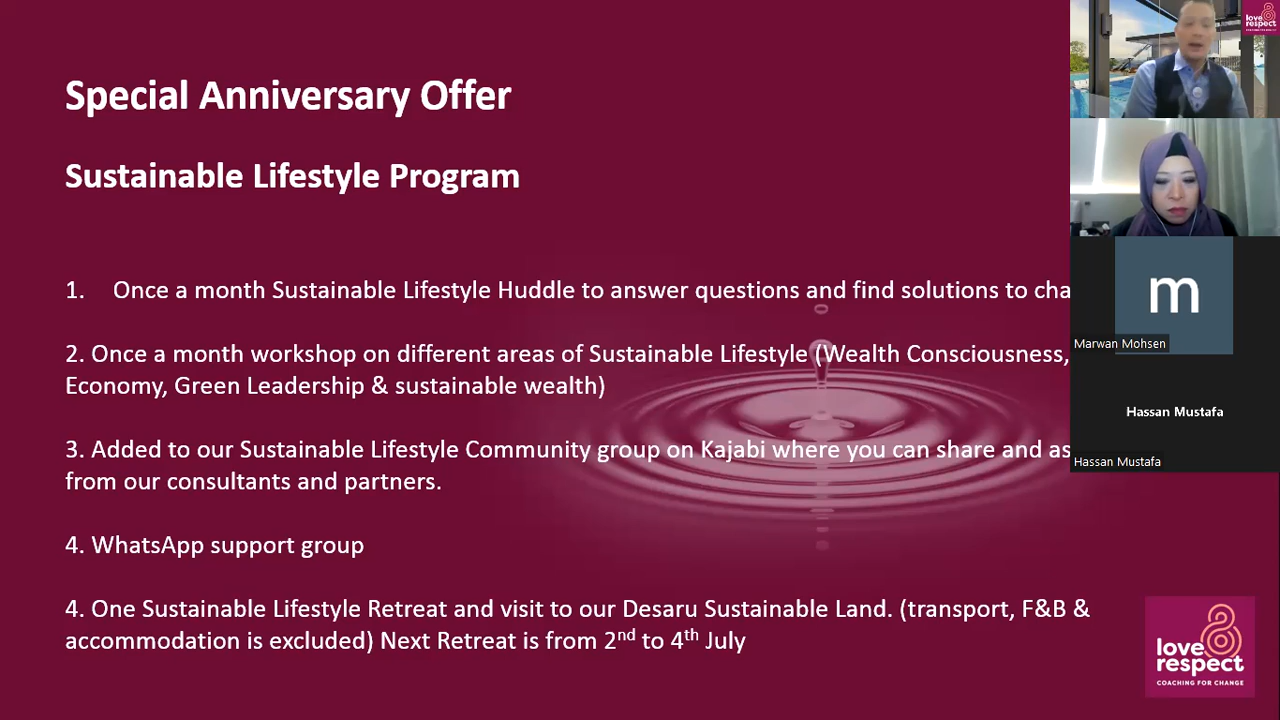 Special Anniversary Offer
Sustainable Lifestyle Program
1. Once a month Sustainable Lifestyle Huddle to answer questions and find solutions to cha
2. Once a month workshop on different areas of Sustainable Lifestyle (Wealth Consciousness,
Economy, Green Leadership & sustainable wealth)
3. Added to our Sustainable Lifestyle Community group on Kajabi where you can share and as
from our consultants and partners.
4. WhatsApp support group
4. One Sustainable Lifestyle Retreat and visit to our Desaru Sustainable Land. (transport, F&B &
accommodation is excluded) Next Retreat is from 2nd to 4th July
love
respect
m
Marwan Mohsen
Hassan Mustafa
Hassan Mustafa
love
respect
COACHING FOR CHANGE